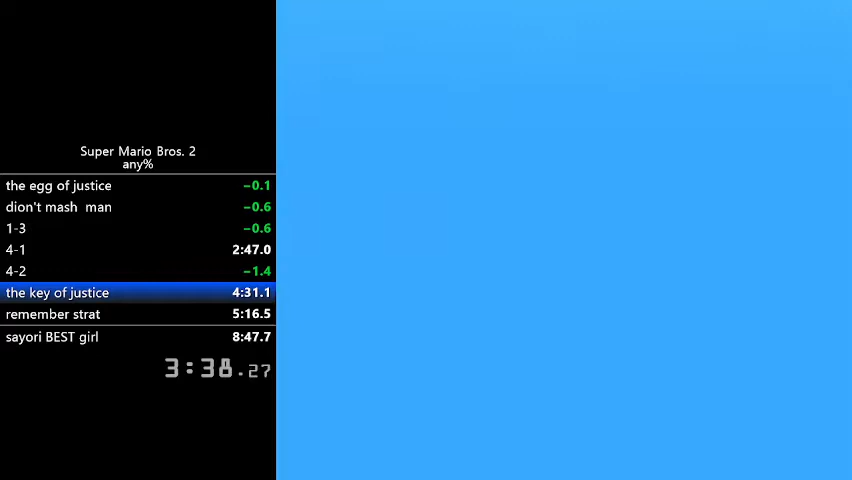 Super Mario Bros. 2
any%
the egg of justice -0.1
dion't mash man -0.6
1-3 -0.6
4-1 2:47.0
4-2 -1.4
the key of justice 4:31.1
remember strat 5:16.5
sayori BEST girl 8:47.7
3:38.27